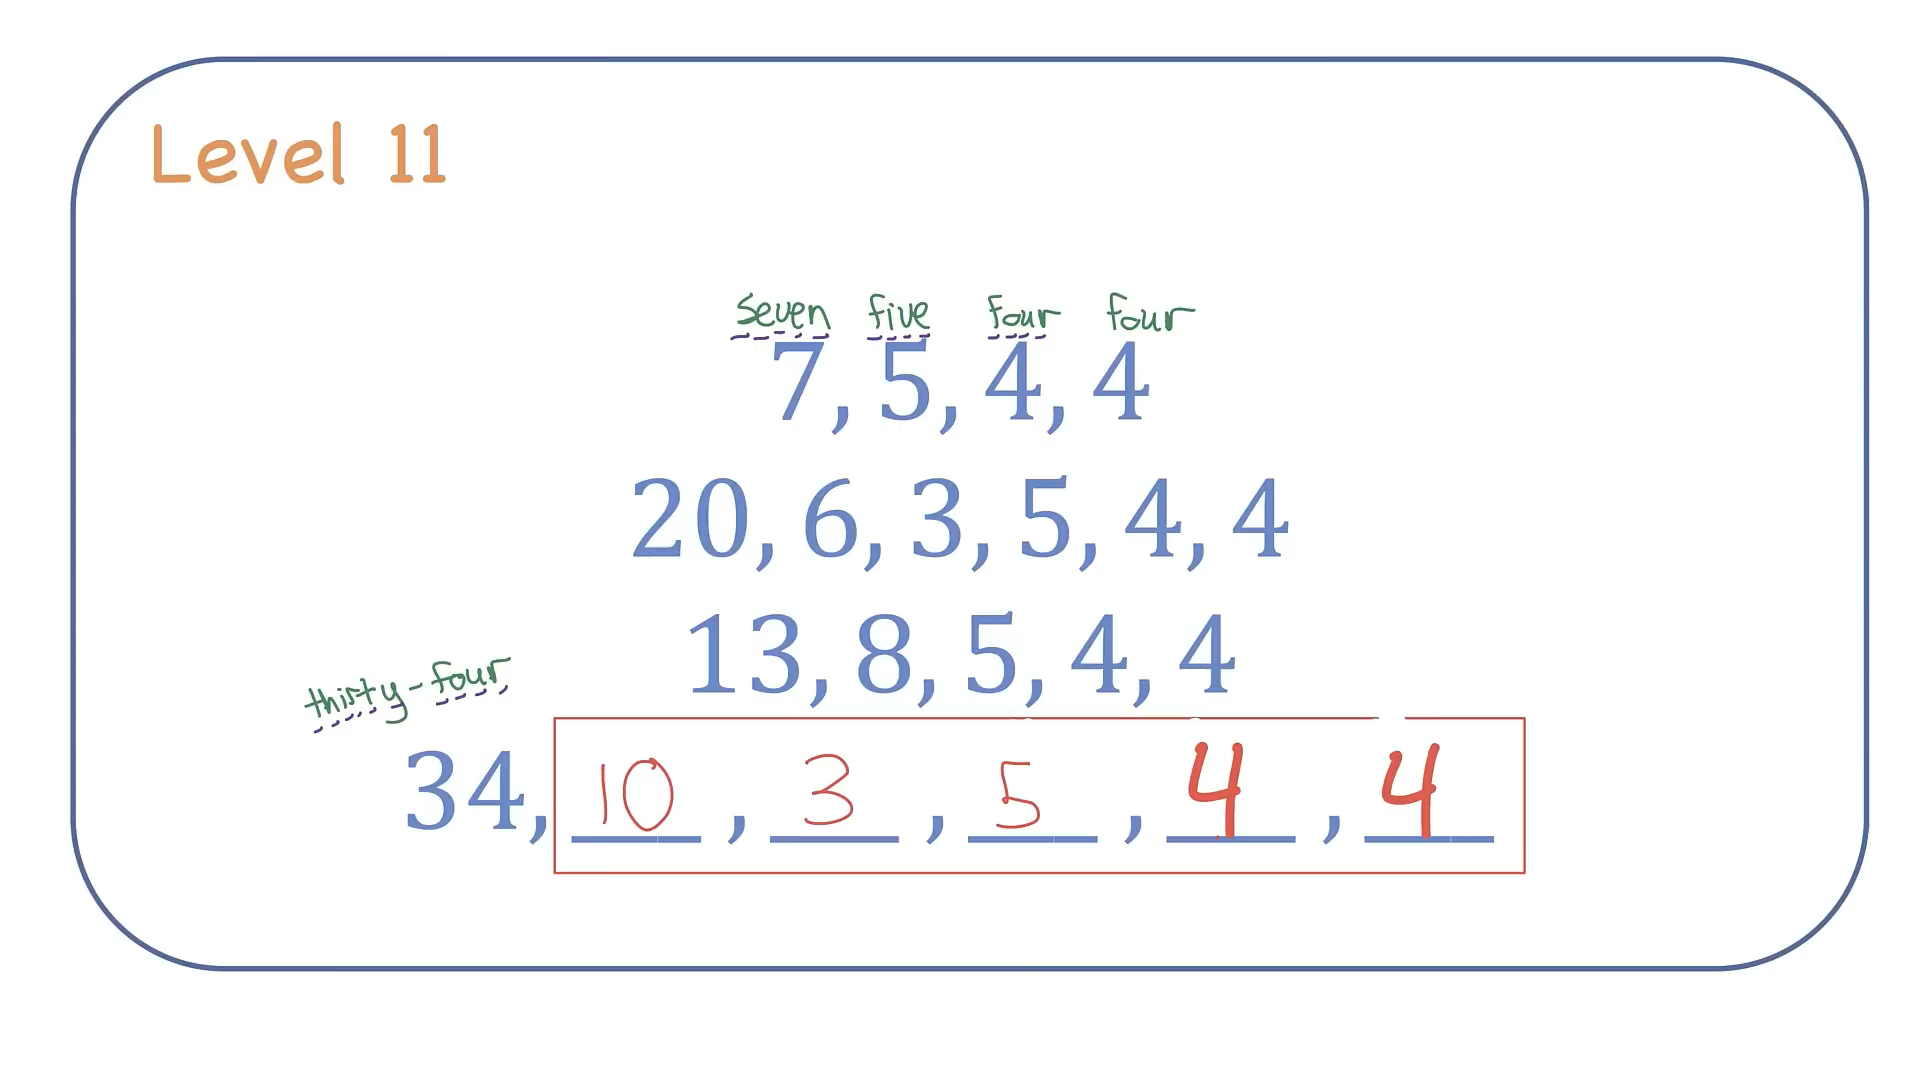 Level 11
seven five four four
7, 5, 4, 4
20, 6, 3, 5, 4, 4
13, 8, 5, 4, 4
thirty-four
34, 10, 3, 5, 4, 4